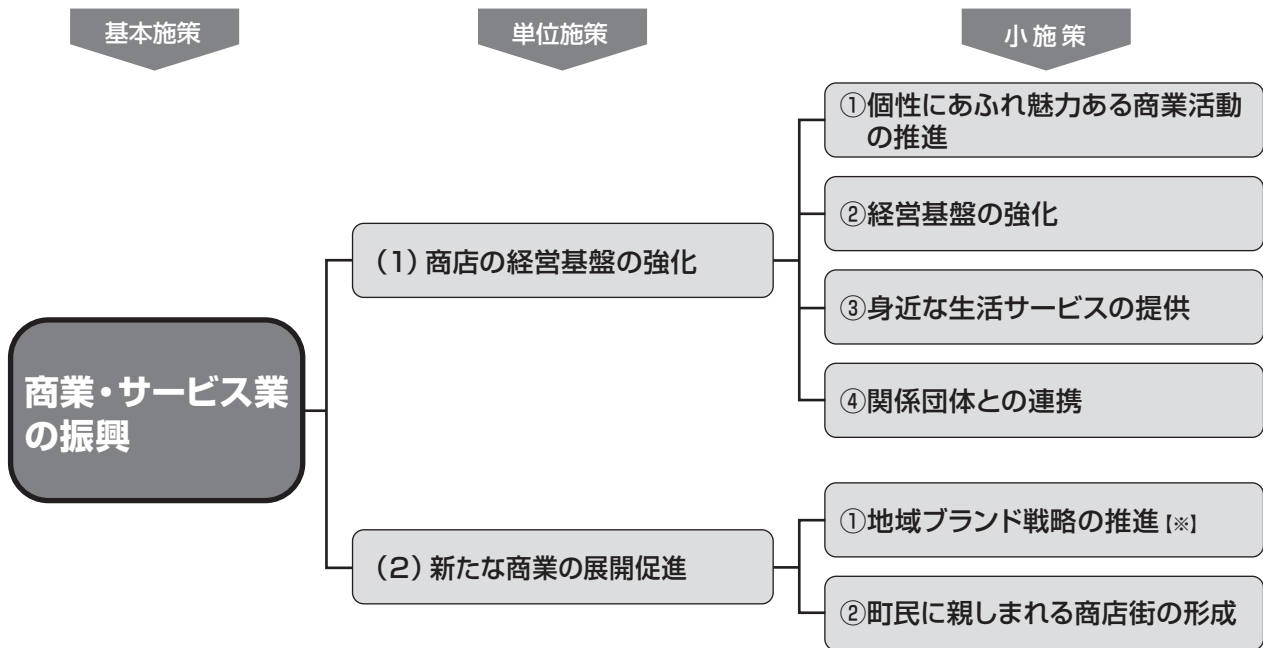 基本施策
単位施策
小施策
①個性にあふれ魅力ある商業活動
の推進
②経営基盤の強化
(1)商店の経営基盤の強化
③身近な生活サービスの提供
商業・サービス業
の振興
④関係団体との連携
①地域ブランド戦略の推進【※】
(2)新たな商業の展開促進
②町民に親しまれる商店街の形成